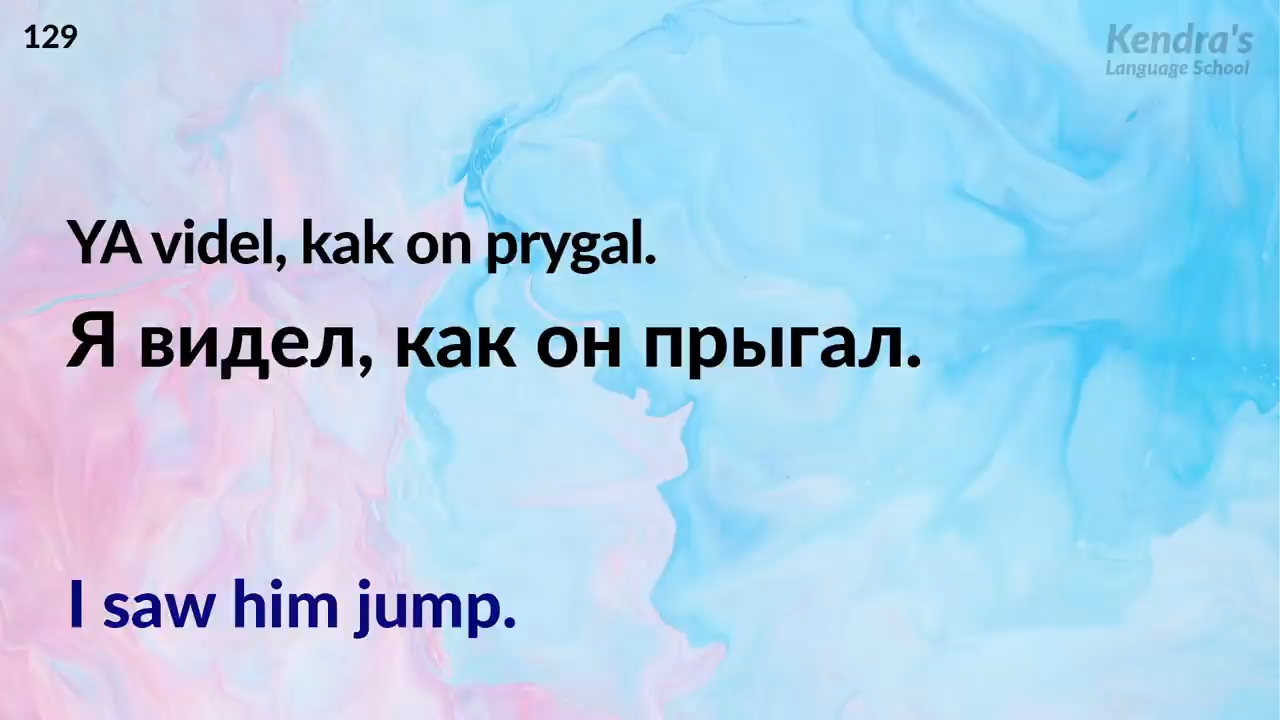 129
Kendra's
Language School
YA videl, kak on prygal.
Я видел, как он прыгал.
I saw him jump.